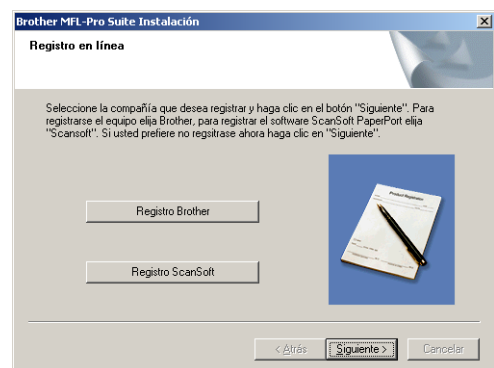 Brother MFL-Pro Suite Instalación
Registro en línea
Seleccione la compañía que desea registrar y haga clic en el botón "Siguiente". Para
registrarse el equipo elija Brother, para registrar el software ScanSoft PaperPort elija
"Scansoft". Si usted prefiere no regsitrase ahora haga clic en "Siguiente".
Registro Brother
Product Registration
Registro ScanSoft
< Atrás
Siguiente >
Cancelar